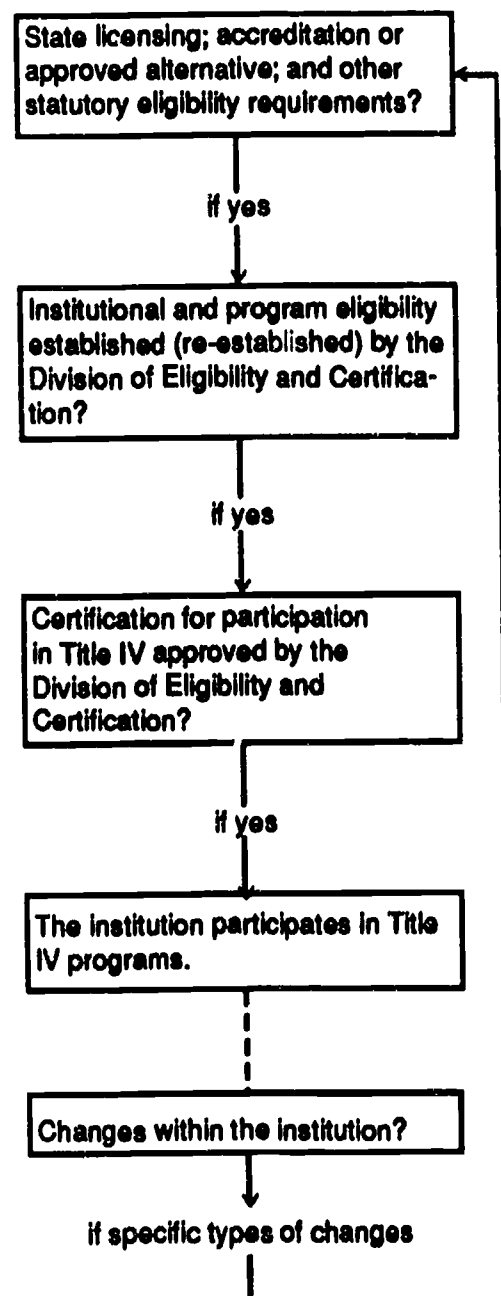 State licensing; accreditation or
approved alternative; and other
statutory eligibility requirements?
if yes
Institutional and program eligibility
established (re-established) by the
Division of Eligibility and Certifica-
tion?
if yes
Certification for participation
in Title IV approved by the
Division of Eligibility and
Certification?
if yes
The institution participates in Title
IV programs.
Changes within the institution?
if specific types of changes